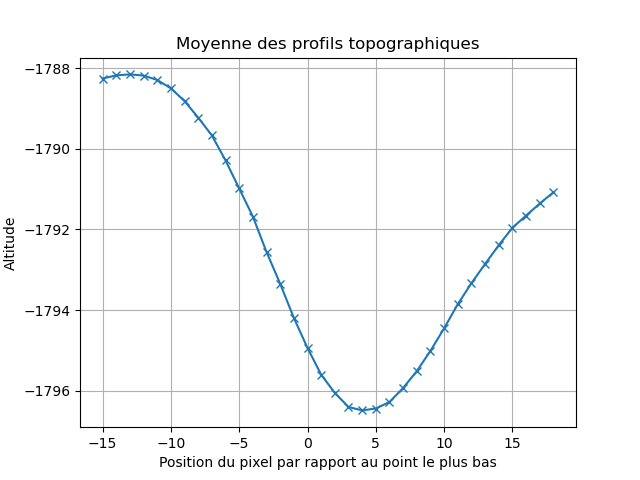 Moyenne des profils topographiques
Altitude
−1788
−1790
−1792
−1794
−1796
−15 −10 −5 0 5 10 15
Position du pixel par rapport au point le plus bas